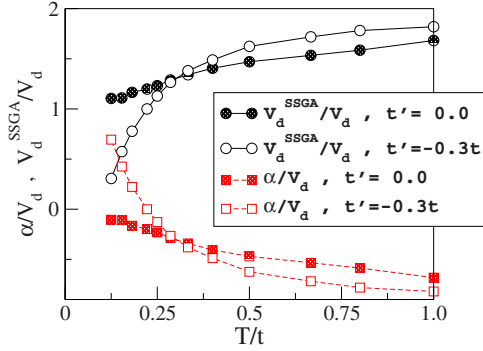 2
1
0
α/V_d , V_d^SSGA/V_d
V_d^SSGA/V_d , t'= 0.0
V_d^SSGA/V_d , t'=-0.3t
α/V_d , t'= 0.0
α/V_d , t'=-0.3t
0 0.25 0.5 0.75 1.0
T/t